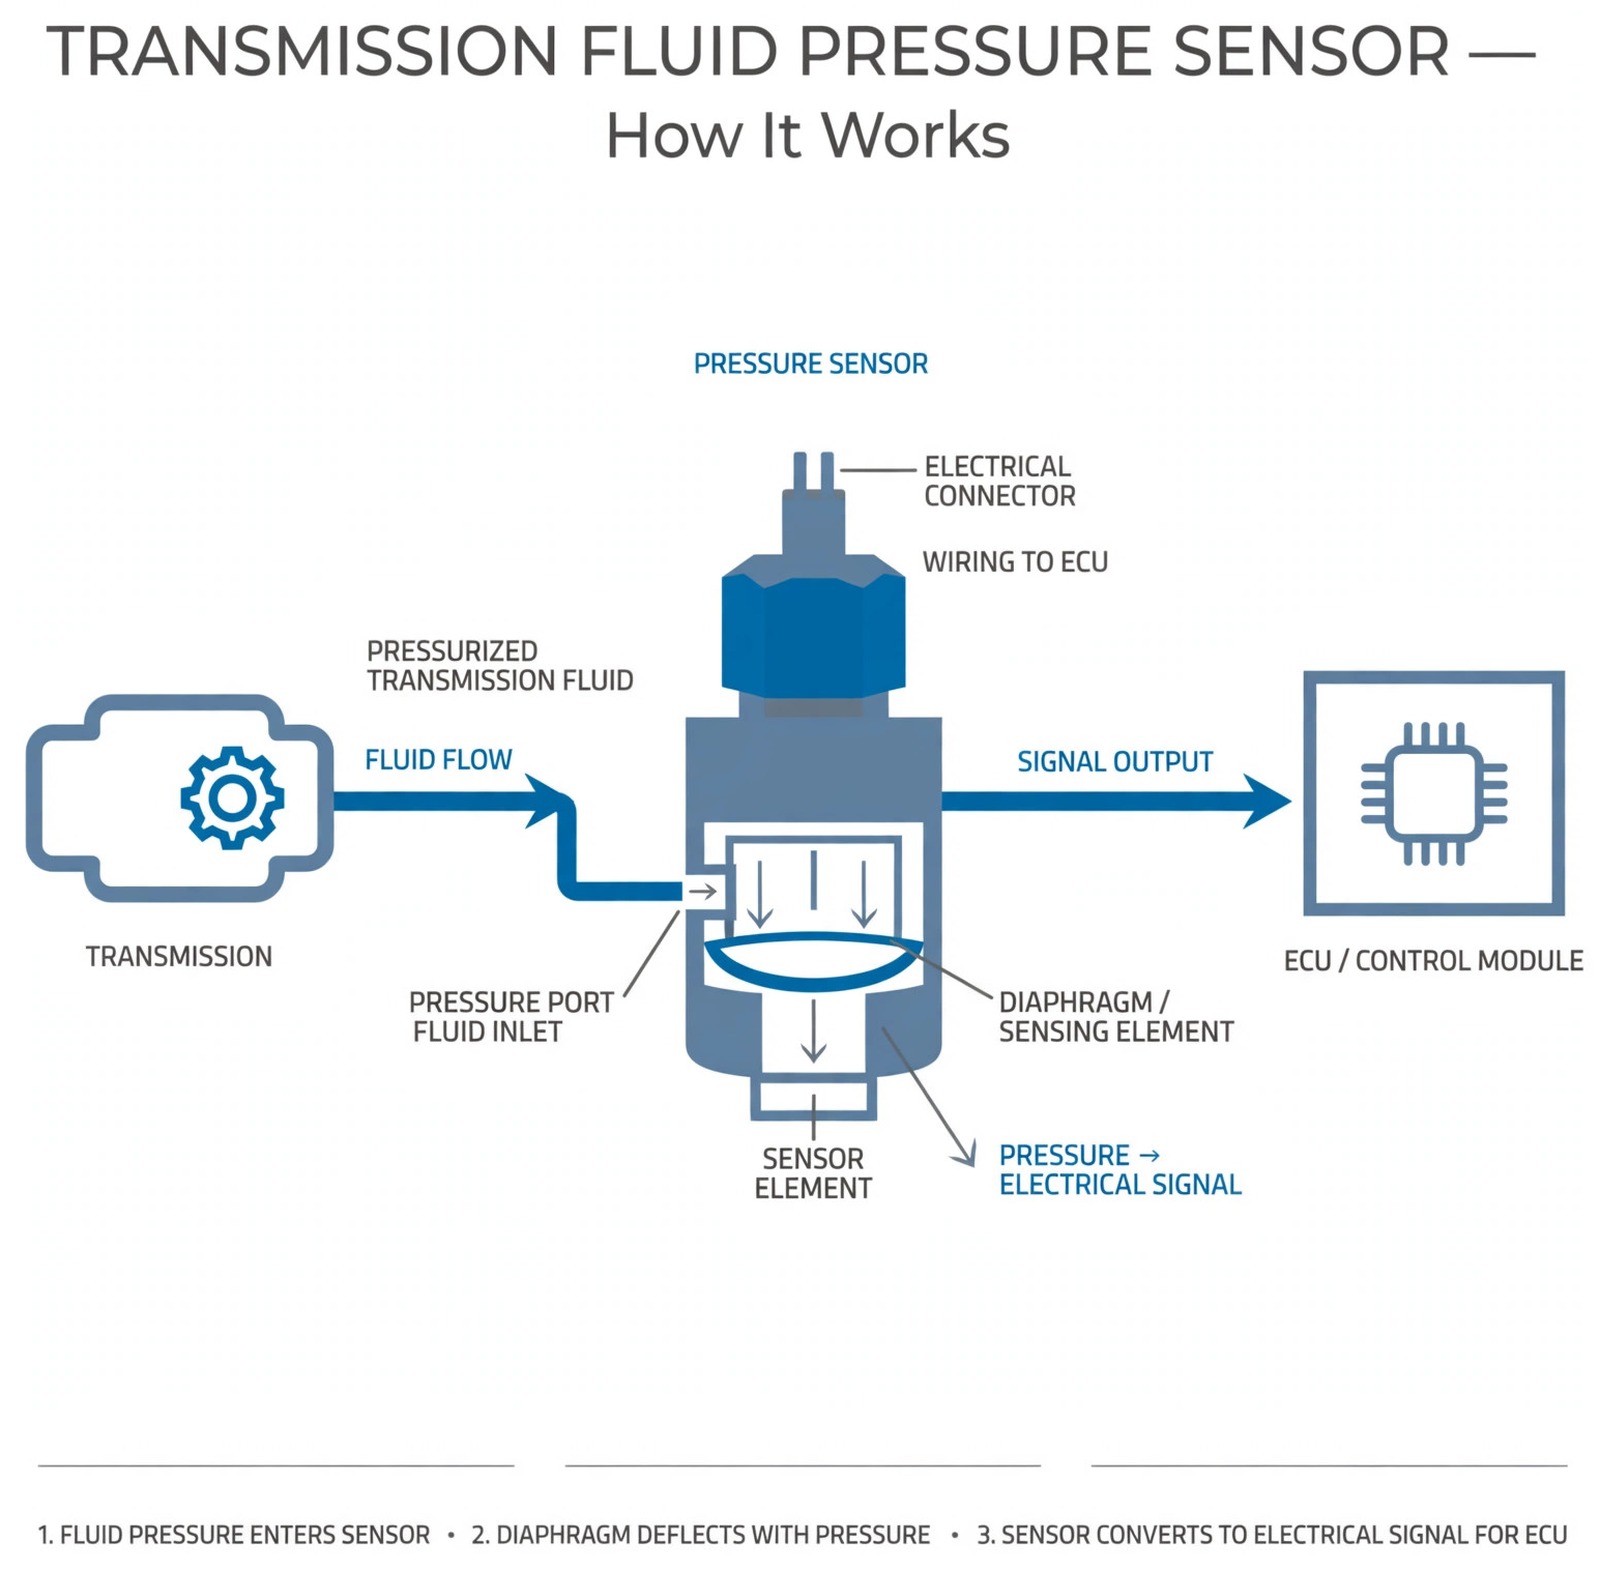 TRANSMISSION FLUID PRESSURE SENSOR —
How It Works
PRESSURE SENSOR
ELECTRICAL
CONNECTOR
WIRING TO ECU
PRESSURIZED
TRANSMISSION FLUID
FLUID FLOW
SIGNAL OUTPUT
TRANSMISSION
ECU / CONTROL MODULE
PRESSURE PORT
FLUID INLET
DIAPHRAGM /
SENSING ELEMENT
SENSOR
ELEMENT
PRESSURE →
ELECTRICAL SIGNAL
1. FLUID PRESSURE ENTERS SENSOR • 2. DIAPHRAGM DEFLECTS WITH PRESSURE • 3. SENSOR CONVERTS TO ELECTRICAL SIGNAL FOR ECU